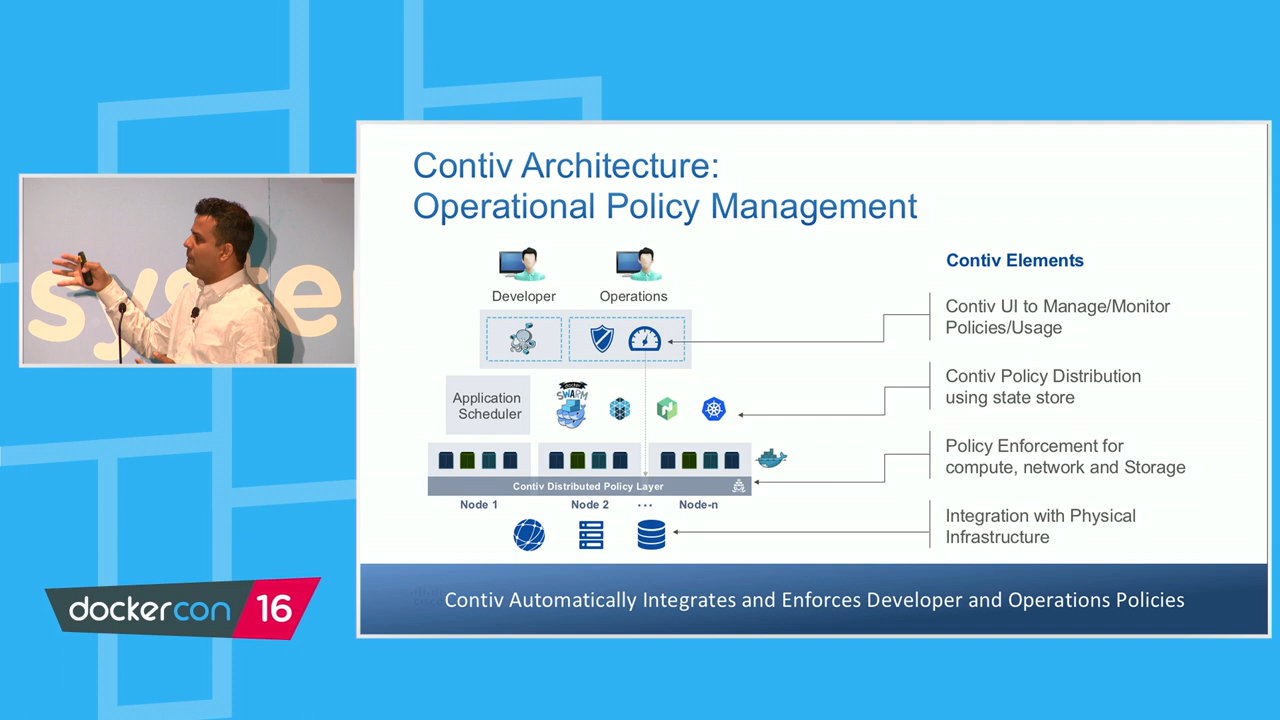 Contiv Architecture:
Operational Policy Management
Developer
Operations
Application
Scheduler
docker
SWARM
Contiv Distributed Policy Layer
Node 1
Node 2
...
Node-n
Contiv Elements
Contiv UI to Manage/Monitor
Policies/Usage
Contiv Policy Distribution
using state store
Policy Enforcement for
compute, network and Storage
Integration with Physical
Infrastructure
Contiv Automatically Integrates and Enforces Developer and Operations Policies
syste
dockercon 16